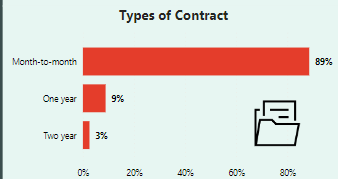 Types of Contract
Month-to-month 89%
One year 9%
Two year 3%
0% 20% 40% 60% 80%